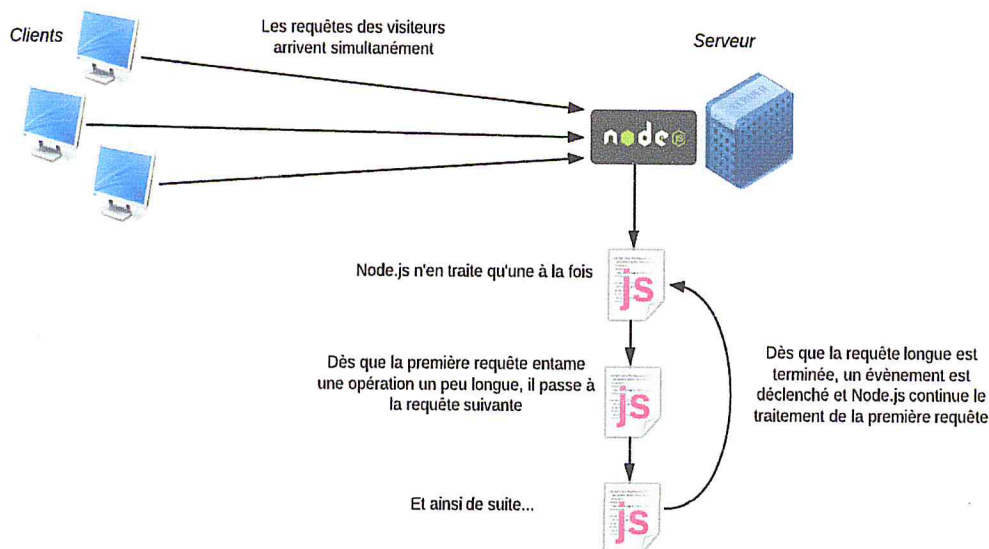 Clients
Les requêtes des visiteurs
arrivent simultanément
Serveur
SERVER
node JS
Node.js n'en traite qu'une à la fois
js
Dès que la première requête entame
une opération un peu longue, il passe à
la requête suivante
js
Dès que la requête longue est
terminée, un évènement est
déclenché et Node.js continue le
traitement de la première requête
Et ainsi de suite...
js